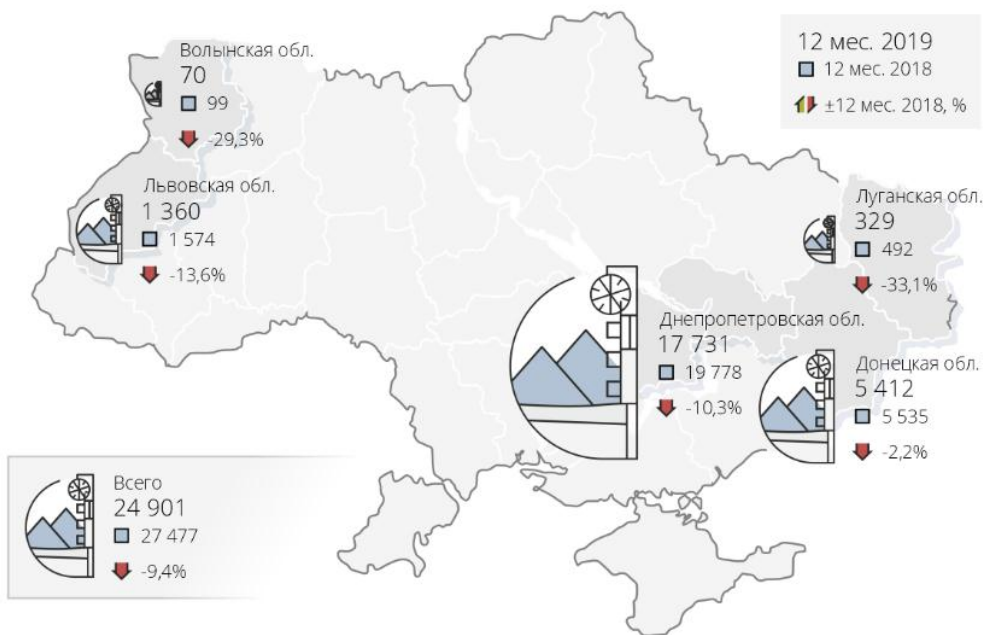 Волынская обл.
70
99
-29,3%
12 мес. 2019
12 мес. 2018
±12 мес. 2018, %
Львовская обл.
1 360
1 574
-13,6%
Луганская обл.
329
492
-33,1%
Днепропетровская обл.
17 731
19 778
-10,3%
Донецкая обл.
5 412
5 535
-2,2%
Всего
24 901
27 477
-9,4%